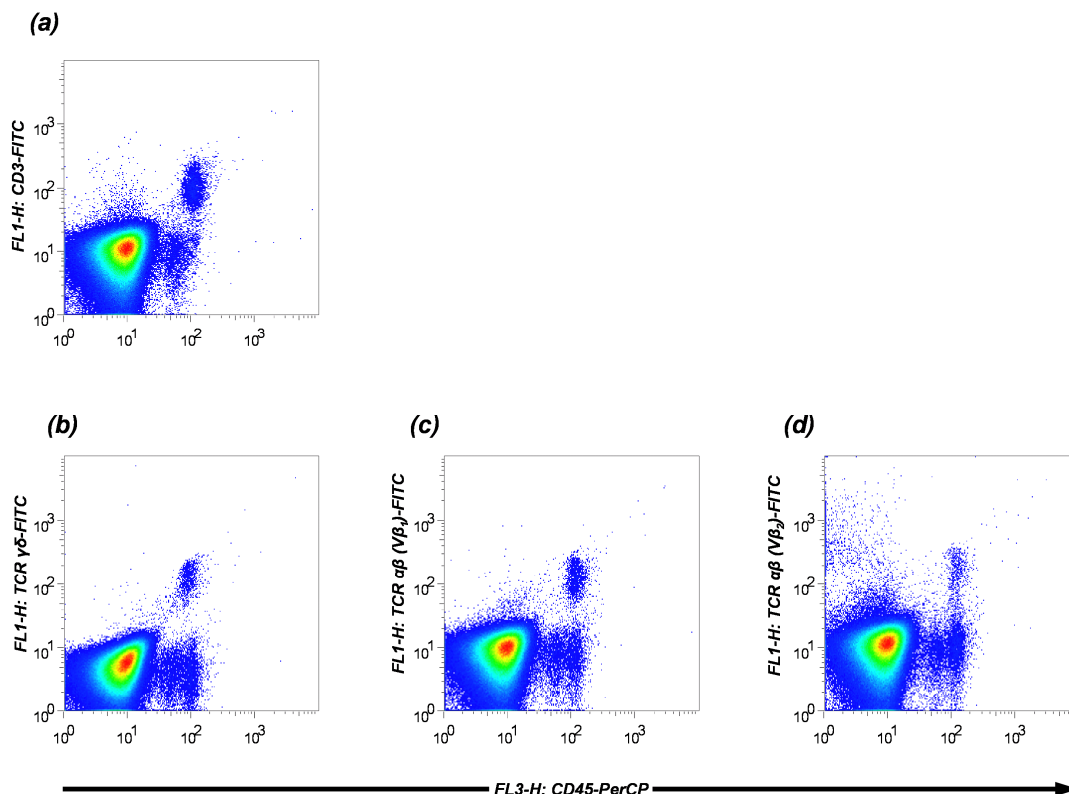 (a)
FL1-H: CD3-FITC
10³
10²
10¹
10⁰
10⁰ 10¹ 10² 10³
(b)
(c)
(d)
FL1-H: TCR γδ-FITC
10³
10²
10¹
10⁰
10⁰ 10¹ 10² 10³
FL1-H: TCR αβ (Vβ₁)-FITC
10³
10²
10¹
10⁰
10⁰ 10¹ 10² 10³
FL1-H: TCR αβ (Vβ₂)-FITC
10³
10²
10¹
10⁰
10⁰ 10¹ 10² 10³
FL3-H: CD45-PerCP